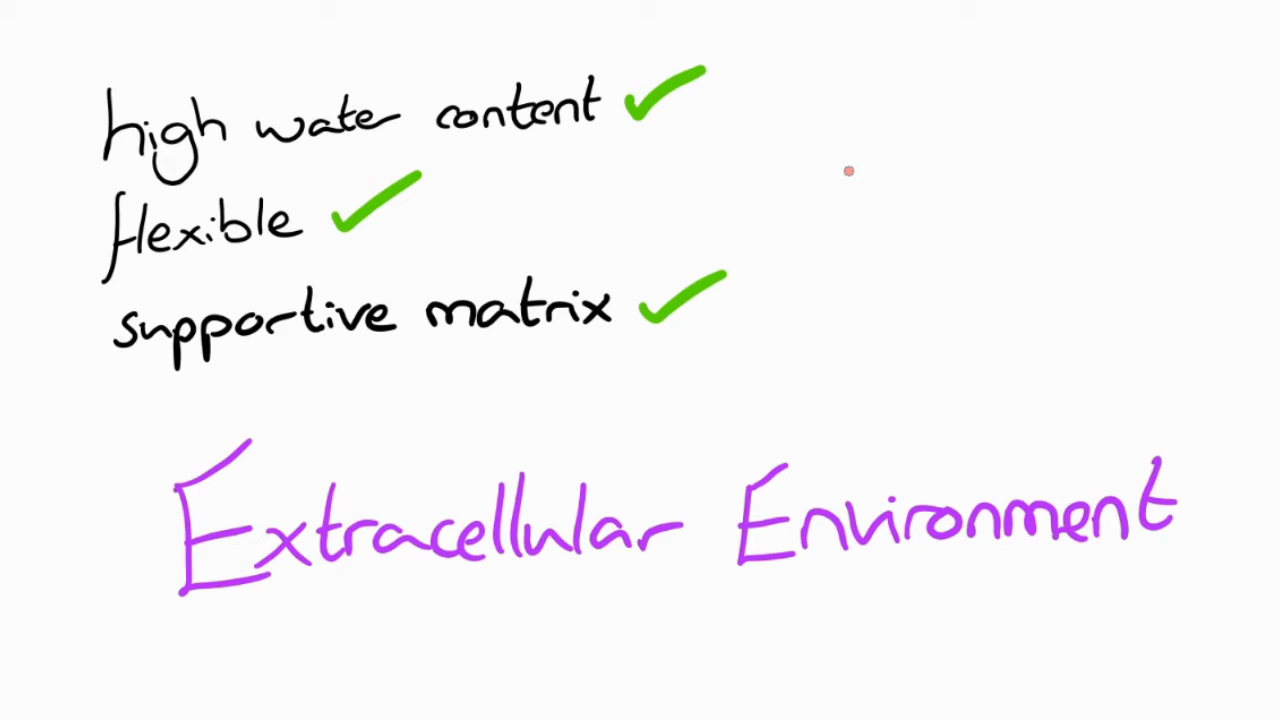 high water content
flexible
supportive matrix
Extracellular Environment